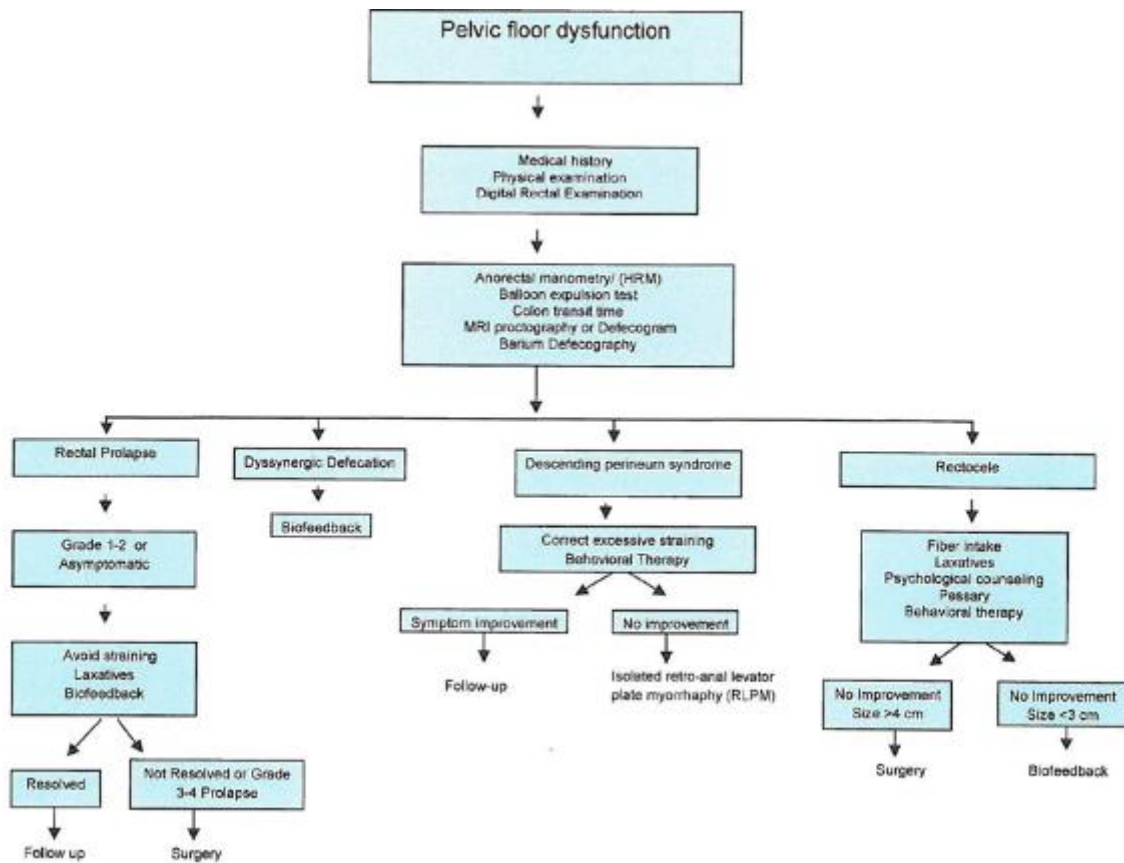 Pelvic floor dysfunction
Medical history
Physical examination
Digital Rectal Examination
Anorectal manometry/ (HRM)
Balloon expulsion test
Colon transit time
MRI proctography or Defecogram
Barium Defecography
Rectal Prolapse
Dyssynergic Defecation
Descending perineum syndrome
Rectocele
Grade 1-2 or
Asymptomatic
Biofeedback
Correct excessive straining
Behavioral Therapy
Fiber intake
Laxatives
Psychological counseling
Pessary
Behavioral therapy
Avoid straining
Laxatives
Biofeedback
Symptom improvement
No improvement
Follow-up
Isolated retro-anal levator
plate myorrhaphy (RLPM)
No Improvement
Size >4 cm
No Improvement
Size <3 cm
Surgery
Biofeedback
Resolved
Not Resolved or Grade
3-4 Prolapse
Follow up
Surgery